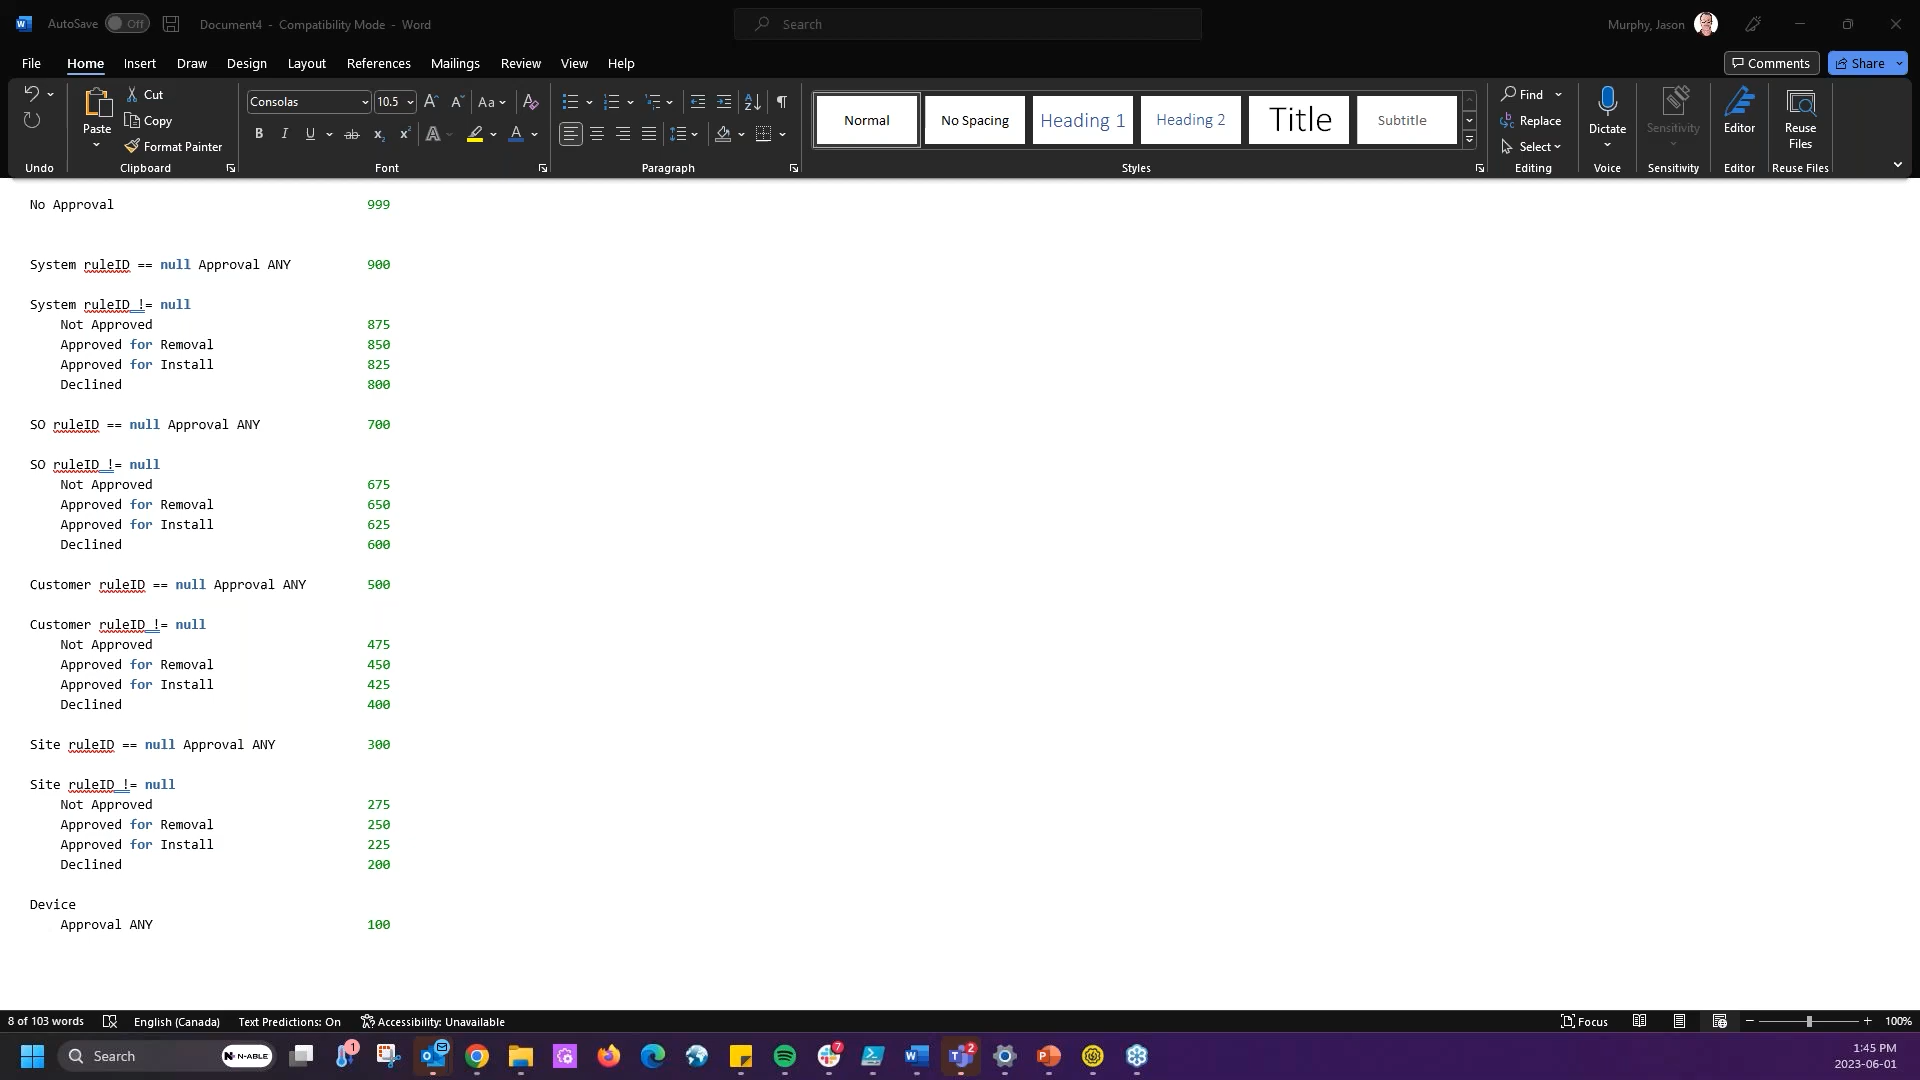 AutoSave Off Document4 - Compatibility Mode - Word Search Murphy, Jason
File Home Insert Draw Design Layout References Mailings Review View Help Comments Share
Consolas 10.5 Aa
Cut
Copy
Format Painter
Paste
B I U ab x2 x2 A A
Normal No Spacing Heading 1 Heading 2 Title Subtitle
Find
Replace
Select
Dictate Sensitivity Editor Reuse Files
Undo Clipboard Font Paragraph Styles Editing Voice Sensitivity Editor Reuse Files
No Approval 999
System ruleID == null Approval ANY 900
System ruleID != null
Not Approved 875
Approved for Removal 850
Approved for Install 825
Declined 800
SO ruleID == null Approval ANY 700
SO ruleID != null
Not Approved 675
Approved for Removal 650
Approved for Install 625
Declined 600
Customer ruleID == null Approval ANY 500
Customer ruleID != null
Not Approved 475
Approved for Removal 450
Approved for Install 425
Declined 400
Site ruleID == null Approval ANY 300
Site ruleID != null
Not Approved 275
Approved for Removal 250
Approved for Install 225
Declined 200
Device
Approval ANY 100
8 of 103 words English (Canada) Text Predictions: On Accessibility: Unavailable Focus 100%
Search N-ABLE 1 7 2 1:45 PM
2023-06-01